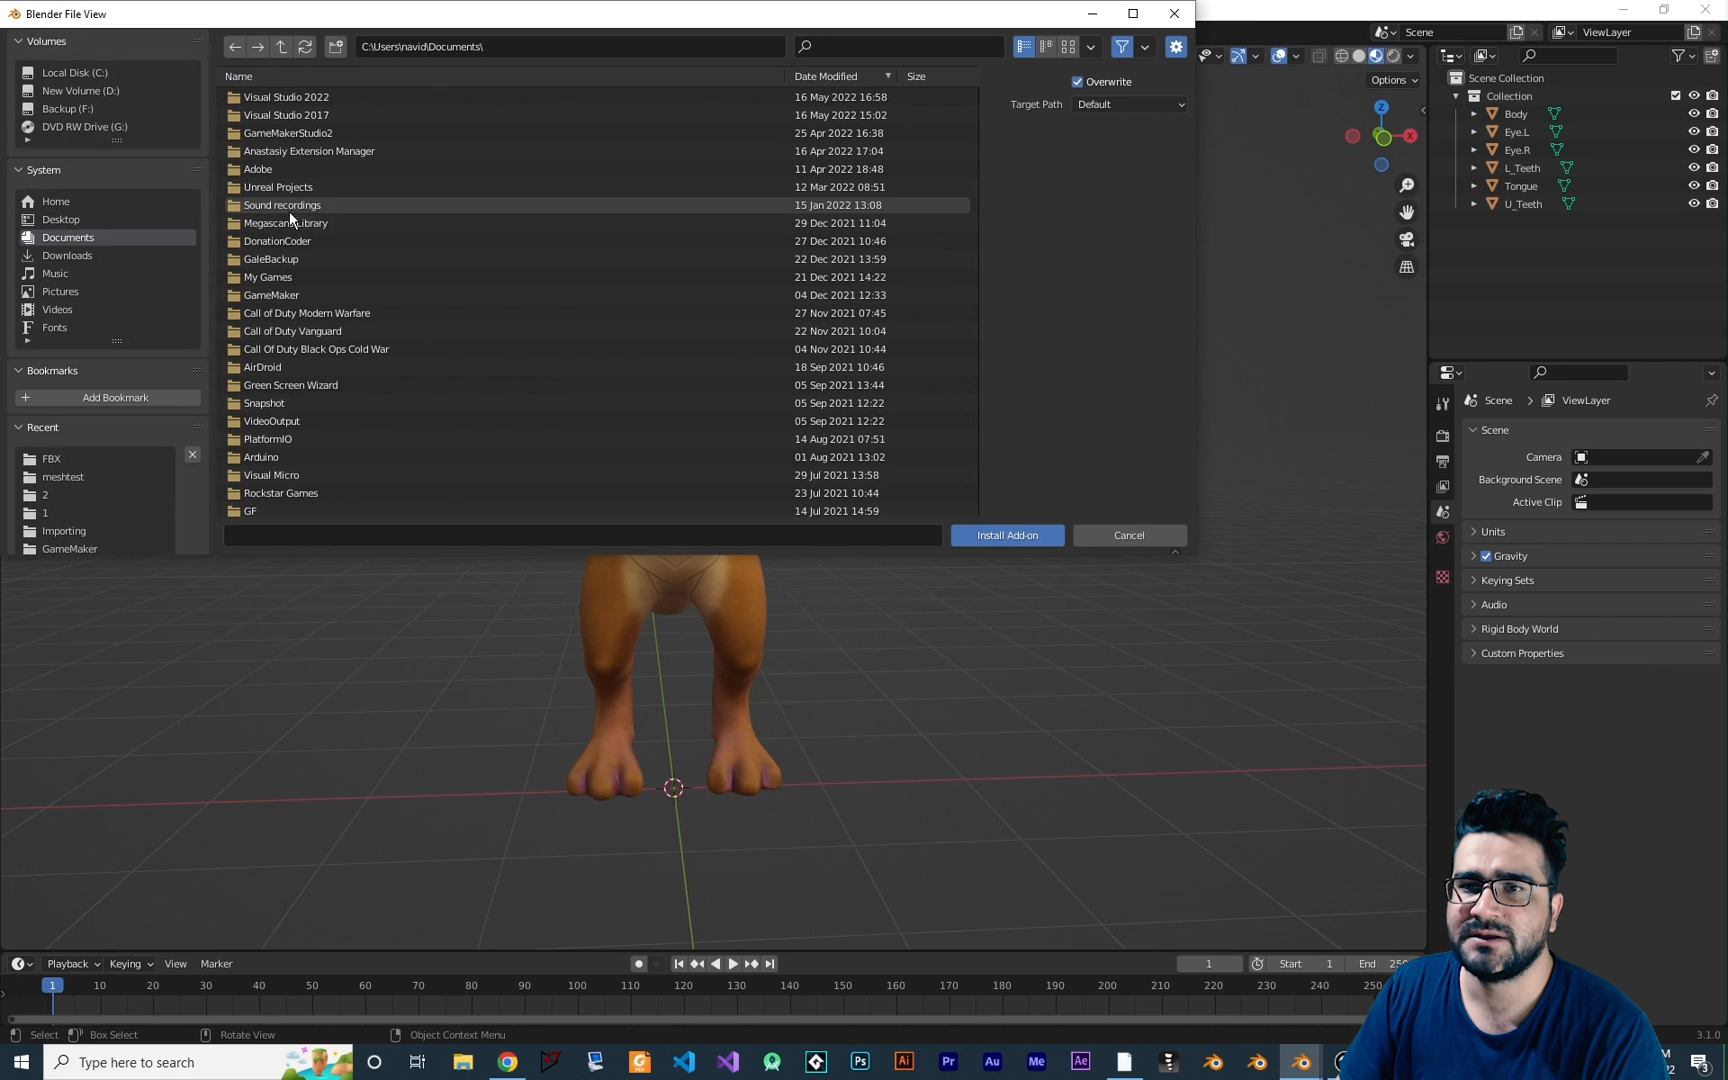 Blender File View
Volumes
Local Disk (C:)
New Volume (D:)
Backup (F:)
DVD RW Drive (G:)
System
Home
Desktop
Documents
Downloads
Music
Pictures
Videos
Fonts
Bookmarks
Add Bookmark
Recent
FBX
meshtest
2
1
Importing
GameMaker
C:\Users\navid\Documents\
Name Date Modified Size
Visual Studio 2022 16 May 2022 16:58
Visual Studio 2017 16 May 2022 15:02
GameMakerStudio2 25 Apr 2022 16:38
Anastasiy Extension Manager 16 Apr 2022 17:04
Adobe 11 Apr 2022 18:48
Unreal Projects 12 Mar 2022 08:51
Sound recordings 15 Jan 2022 13:08
Megascans Library 29 Dec 2021 11:04
DonationCoder 27 Dec 2021 10:46
GaleBackup 22 Dec 2021 13:59
My Games 21 Dec 2021 14:22
GameMaker 04 Dec 2021 12:33
Call of Duty Modern Warfare 27 Nov 2021 07:45
Call of Duty Vanguard 22 Nov 2021 10:04
Call Of Duty Black Ops Cold War 04 Nov 2021 10:44
AirDroid 18 Sep 2021 10:46
Green Screen Wizard 05 Sep 2021 13:44
Snapshot 05 Sep 2021 12:22
VideoOutput 05 Sep 2021 12:22
PlatformIO 14 Aug 2021 07:51
Arduino 01 Aug 2021 13:02
Visual Micro 29 Jul 2021 13:58
Rockstar Games 23 Jul 2021 10:44
GF 14 Jul 2021 14:59
Overwrite
Target Path Default
Install Add-on Cancel
Scene ViewLayer
Options
Z
X
Scene Collection
Collection
Body
Eye.L
Eye.R
L_Teeth
Tongue
U_Teeth
Scene > ViewLayer
Scene
Camera
Background Scene
Active Clip
Units
Gravity
Keying Sets
Audio
Rigid Body World
Custom Properties
Playback Keying View Marker
1 Start 1 End 250
1 10 20 30 40 50 60 70 80 90 100 110 120 130 140 150 160 170 180 190 200 210 220 230 240 250
Select Box Select Rotate View Object Context Menu 3.1.0
Type here to search
Ps Ai Pr Au Me Ae
3